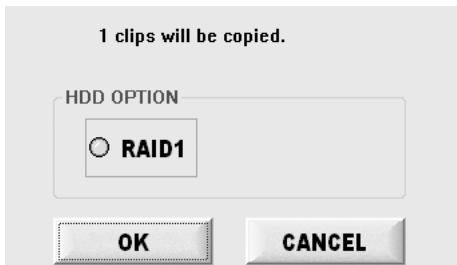 1 clips will be copied.
HDD OPTION
RAID1
OK
CANCEL